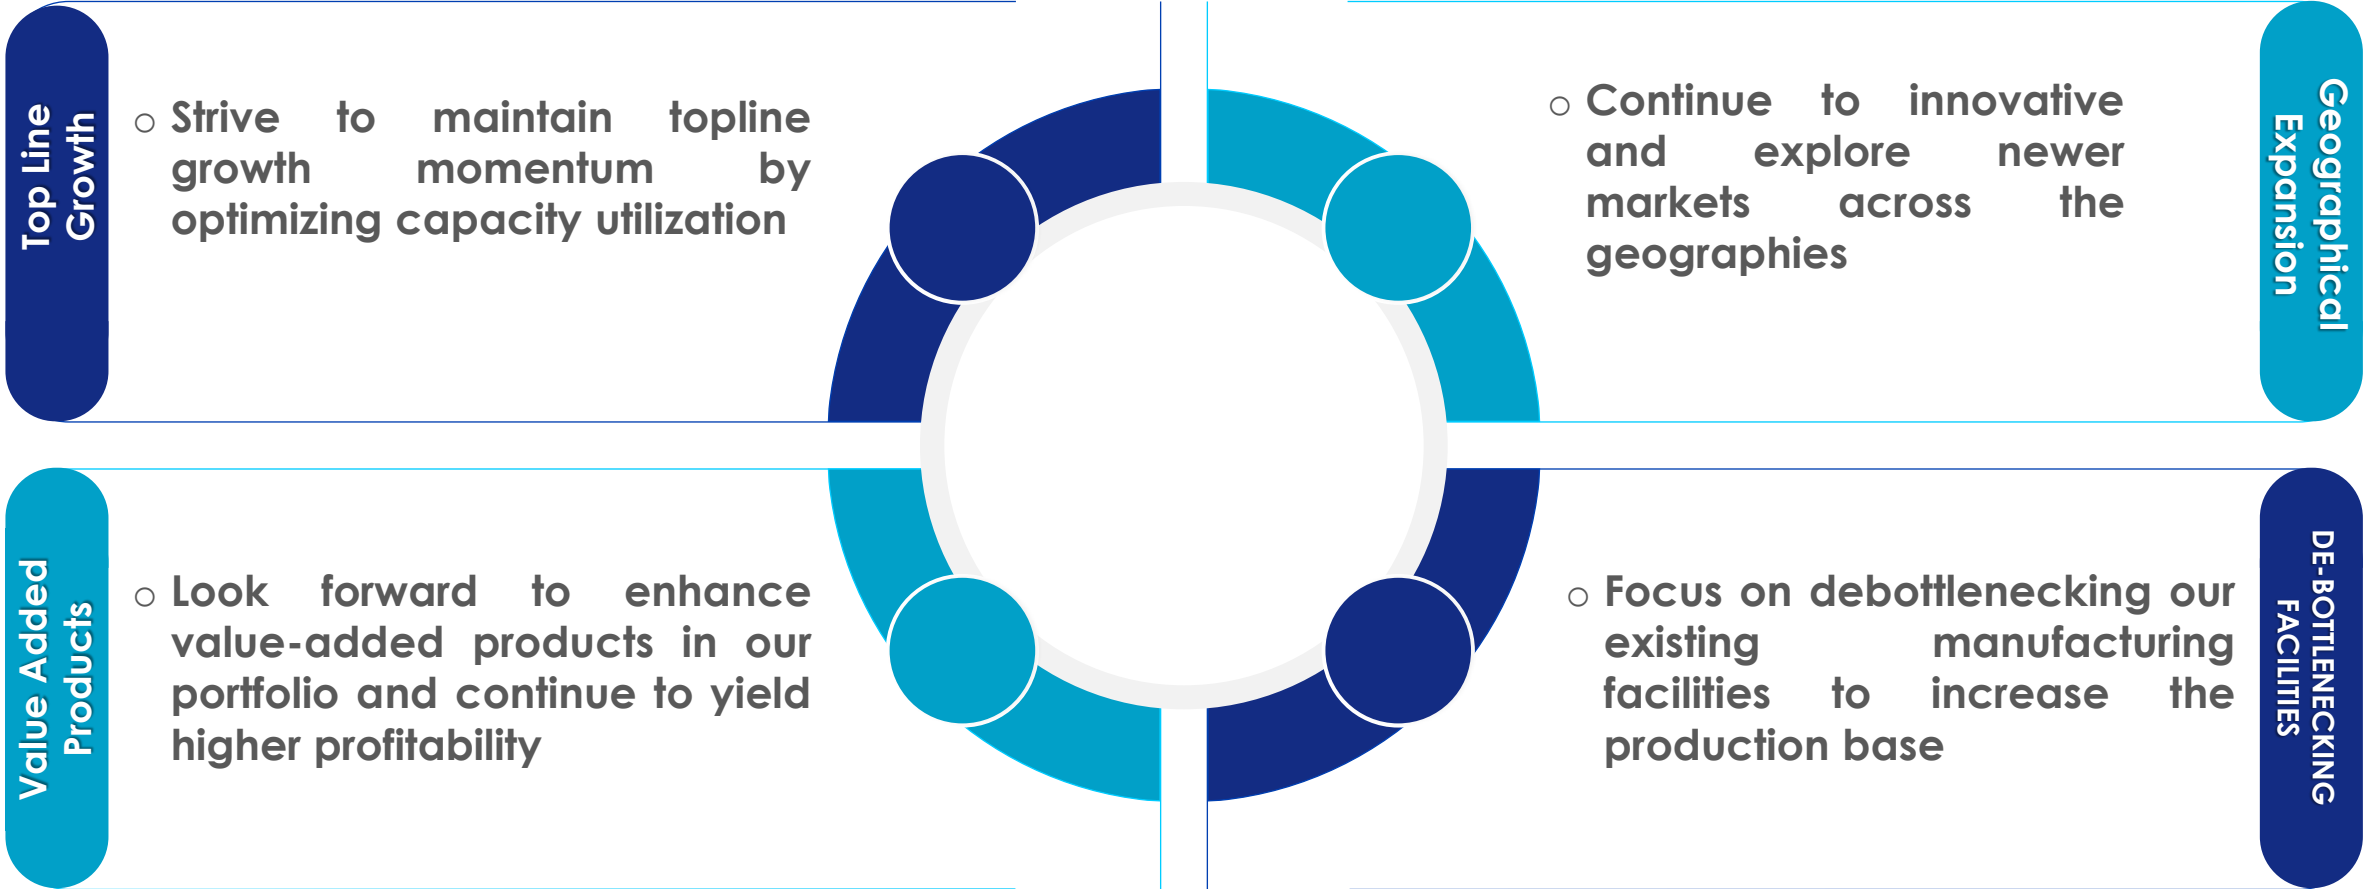 Top Line
Growth
○ Strive to maintain topline
growth momentum by
optimizing capacity utilization
○ Continue to innovative
and explore newer
markets across the
geographies
Geographical
Expansion
Value Added
Products
○ Look forward to enhance
value-added products in our
portfolio and continue to yield
higher profitability
○ Focus on debottlenecking our
existing manufacturing
facilities to increase the
production base
DE-BOTTLENECKING
FACILITIES